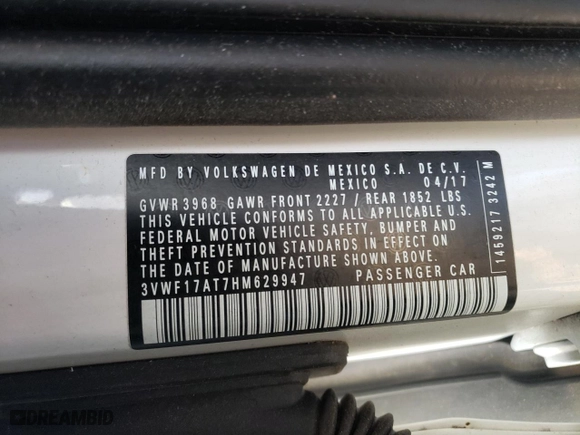 MFD BY VOLKSWAGEN DE MEXICO S.A. DE C.V.
MEXICO 04/17
GVWR 3968 GAWR FRONT 2227 / REAR 1852 LBS
THIS VEHICLE CONFORMS TO ALL APPLICABLE U.S.
FEDERAL MOTOR VEHICLE SAFETY, BUMPER AND
THEFT PREVENTION STANDARDS IN EFFECT ON
THE DATE OF MANUFACTURE SHOWN ABOVE.
3VWF17AT7HM629947 PASSENGER CAR
1459217 3242 M
DREAMBID